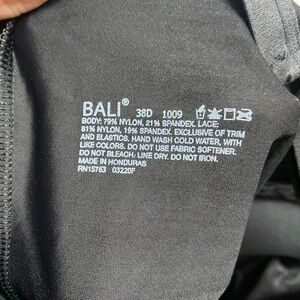 BALI® 38D 1009
BODY: 79% NYLON, 21% SPANDEX. LACE:
81% NYLON, 19% SPANDEX. EXCLUSIVE OF TRIM
AND ELASTICS. HAND WASH COLD WATER, WITH
LIKE COLORS. DO NOT USE FABRIC SOFTENER.
DO NOT BLEACH. LINE DRY. DO NOT IRON.
MADE IN HONDURAS
RN15763 03220F